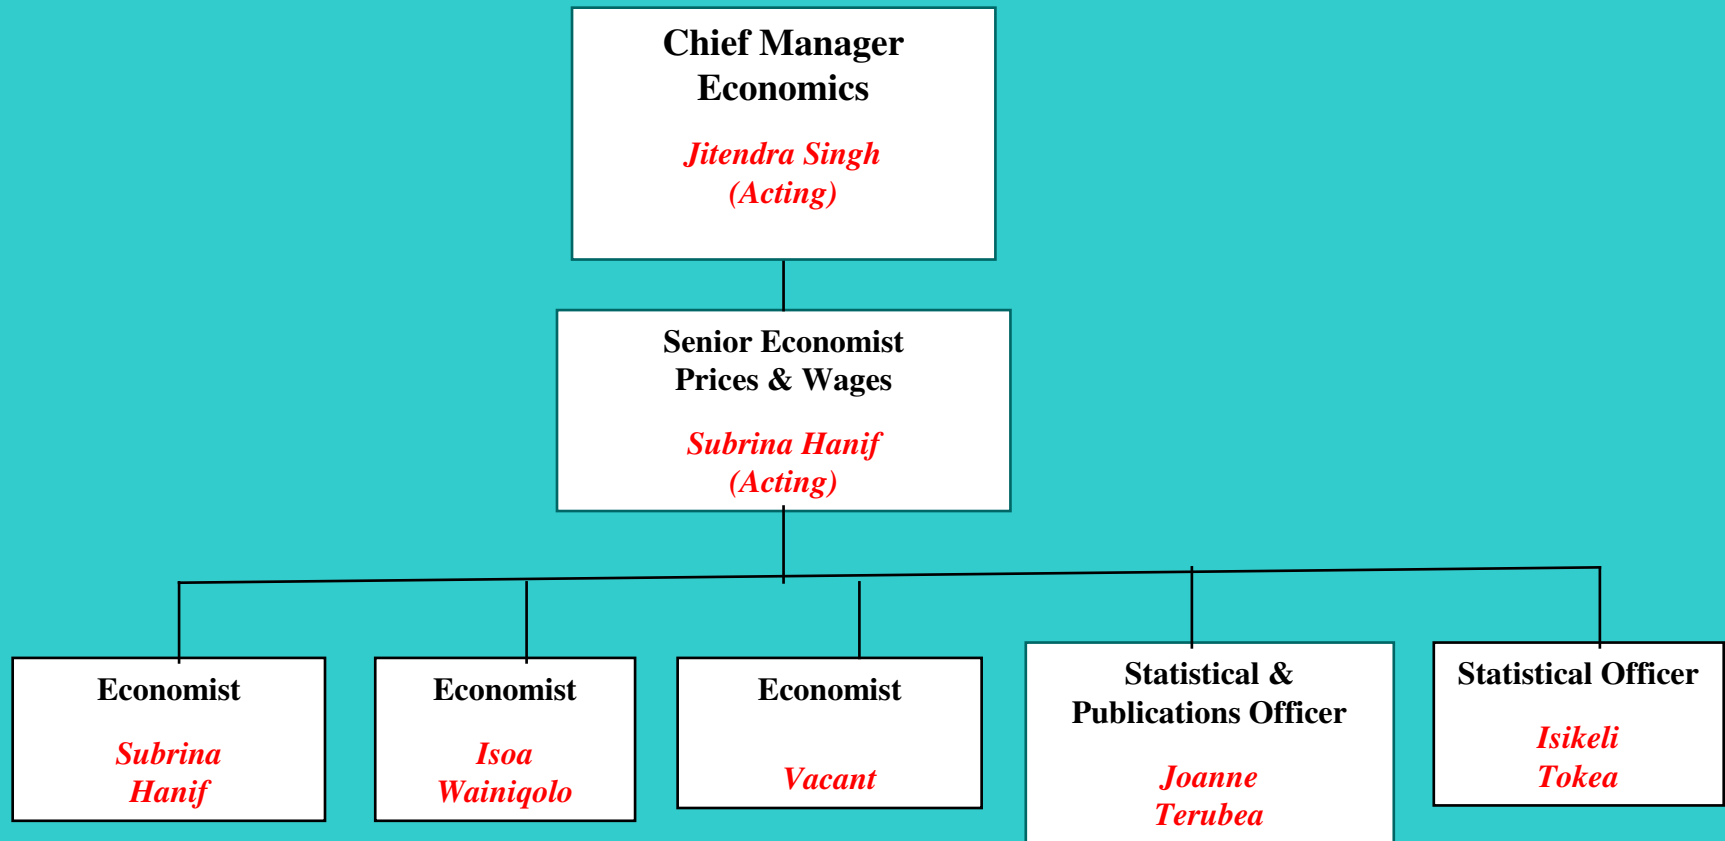 Chief Manager
Economics
Jitendra Singh
(Acting)
Senior Economist
Prices & Wages
Subrina Hanif
(Acting)
Economist
Subrina
Hanif
Economist
Isoa
Wainiqolo
Economist
Vacant
Statistical &
Publications Officer
Joanne
Terubea
Statistical Officer
Isikeli
Tokea